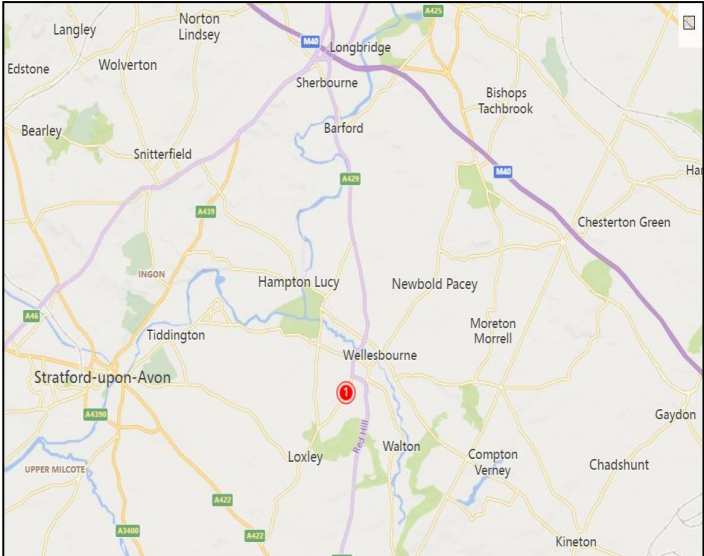 A425
Langley
Norton
Lindsey
M40
Longbridge
Edstone
Wolverton
Sherbourne
Bishops
Tachbrook
Bearley
Barford
Snitterfield
M40
A429
A439
Chesterton Green
INGON
Hampton Lucy
Newbold Pacey
A46
Moreton
Morrell
Tiddington
Wellesbourne
Stratford-upon-Avon
1
A4390
Gaydon
Red Hill
Walton
Loxley
Compton
Verney
Chadshunt
UPPER MILCOTE
A422
A3400
A422
Kineton